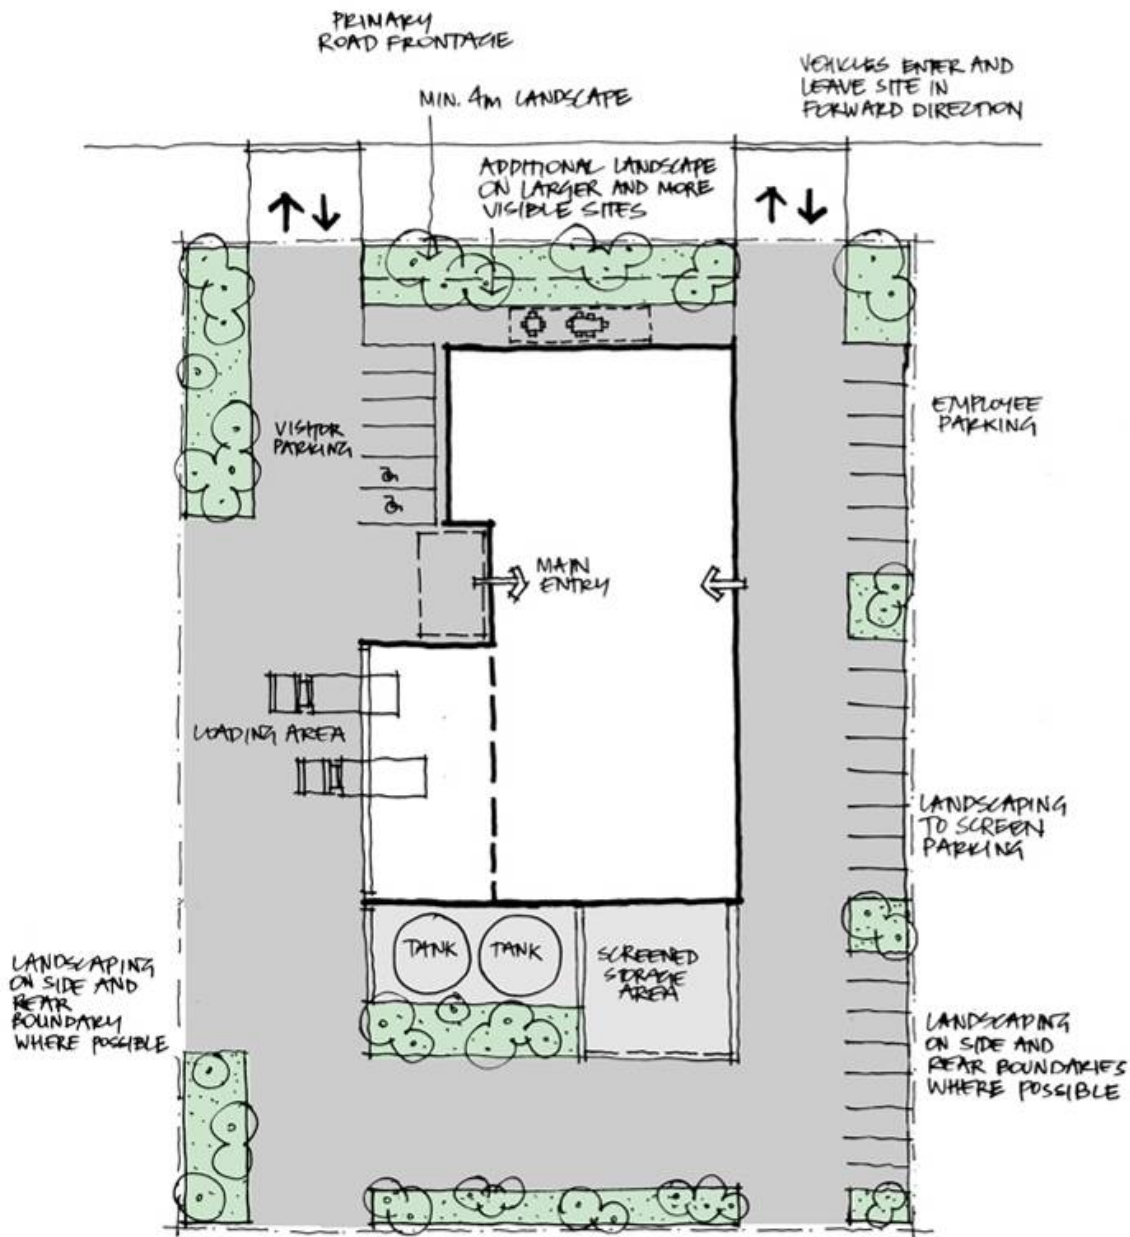 PRIMARY
ROAD FRONTAGE
MIN. 4m LANDSCAPE
VEHICLES ENTER AND
LEAVE SITE IN
FORWARD DIRECTION
ADDITIONAL LANDSCAPE
ON LARGER AND MORE
VISIBLE SITES
VISITOR
PARKING
EMPLOYEE
PARKING
MAIN
ENTRY
LOADING AREA
LANDSCAPING
TO SCREEN
PARKING
TANK
TANK
SCREENED
STORAGE
AREA
LANDSCAPING
ON SIDE AND
REAR
BOUNDARY
WHERE POSSIBLE
LANDSCAPING
ON SIDE AND
REAR BOUNDARIES
WHERE POSSIBLE